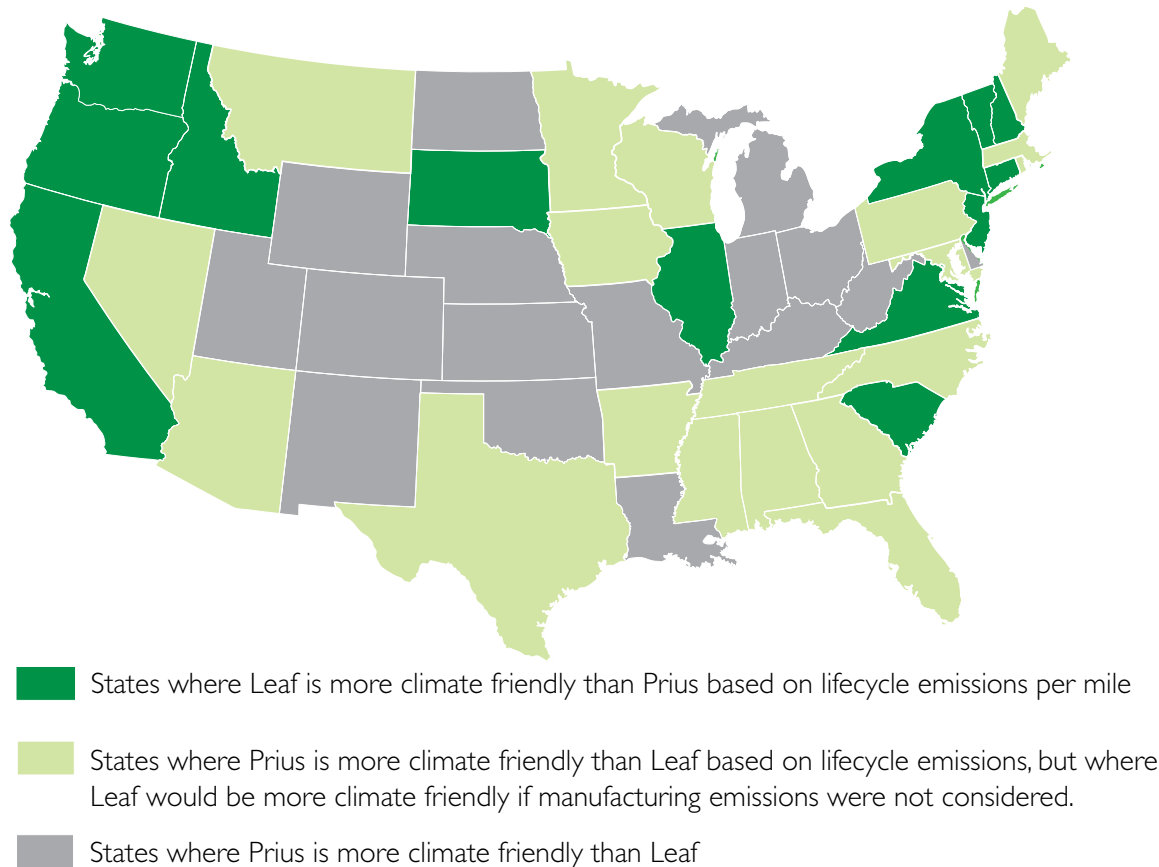 States where Leaf is more climate friendly than Prius based on lifecycle emissions per mile
States where Prius is more climate friendly than Leaf based on lifecycle emissions, but where
Leaf would be more climate friendly if manufacturing emissions were not considered.
States where Prius is more climate friendly than Leaf